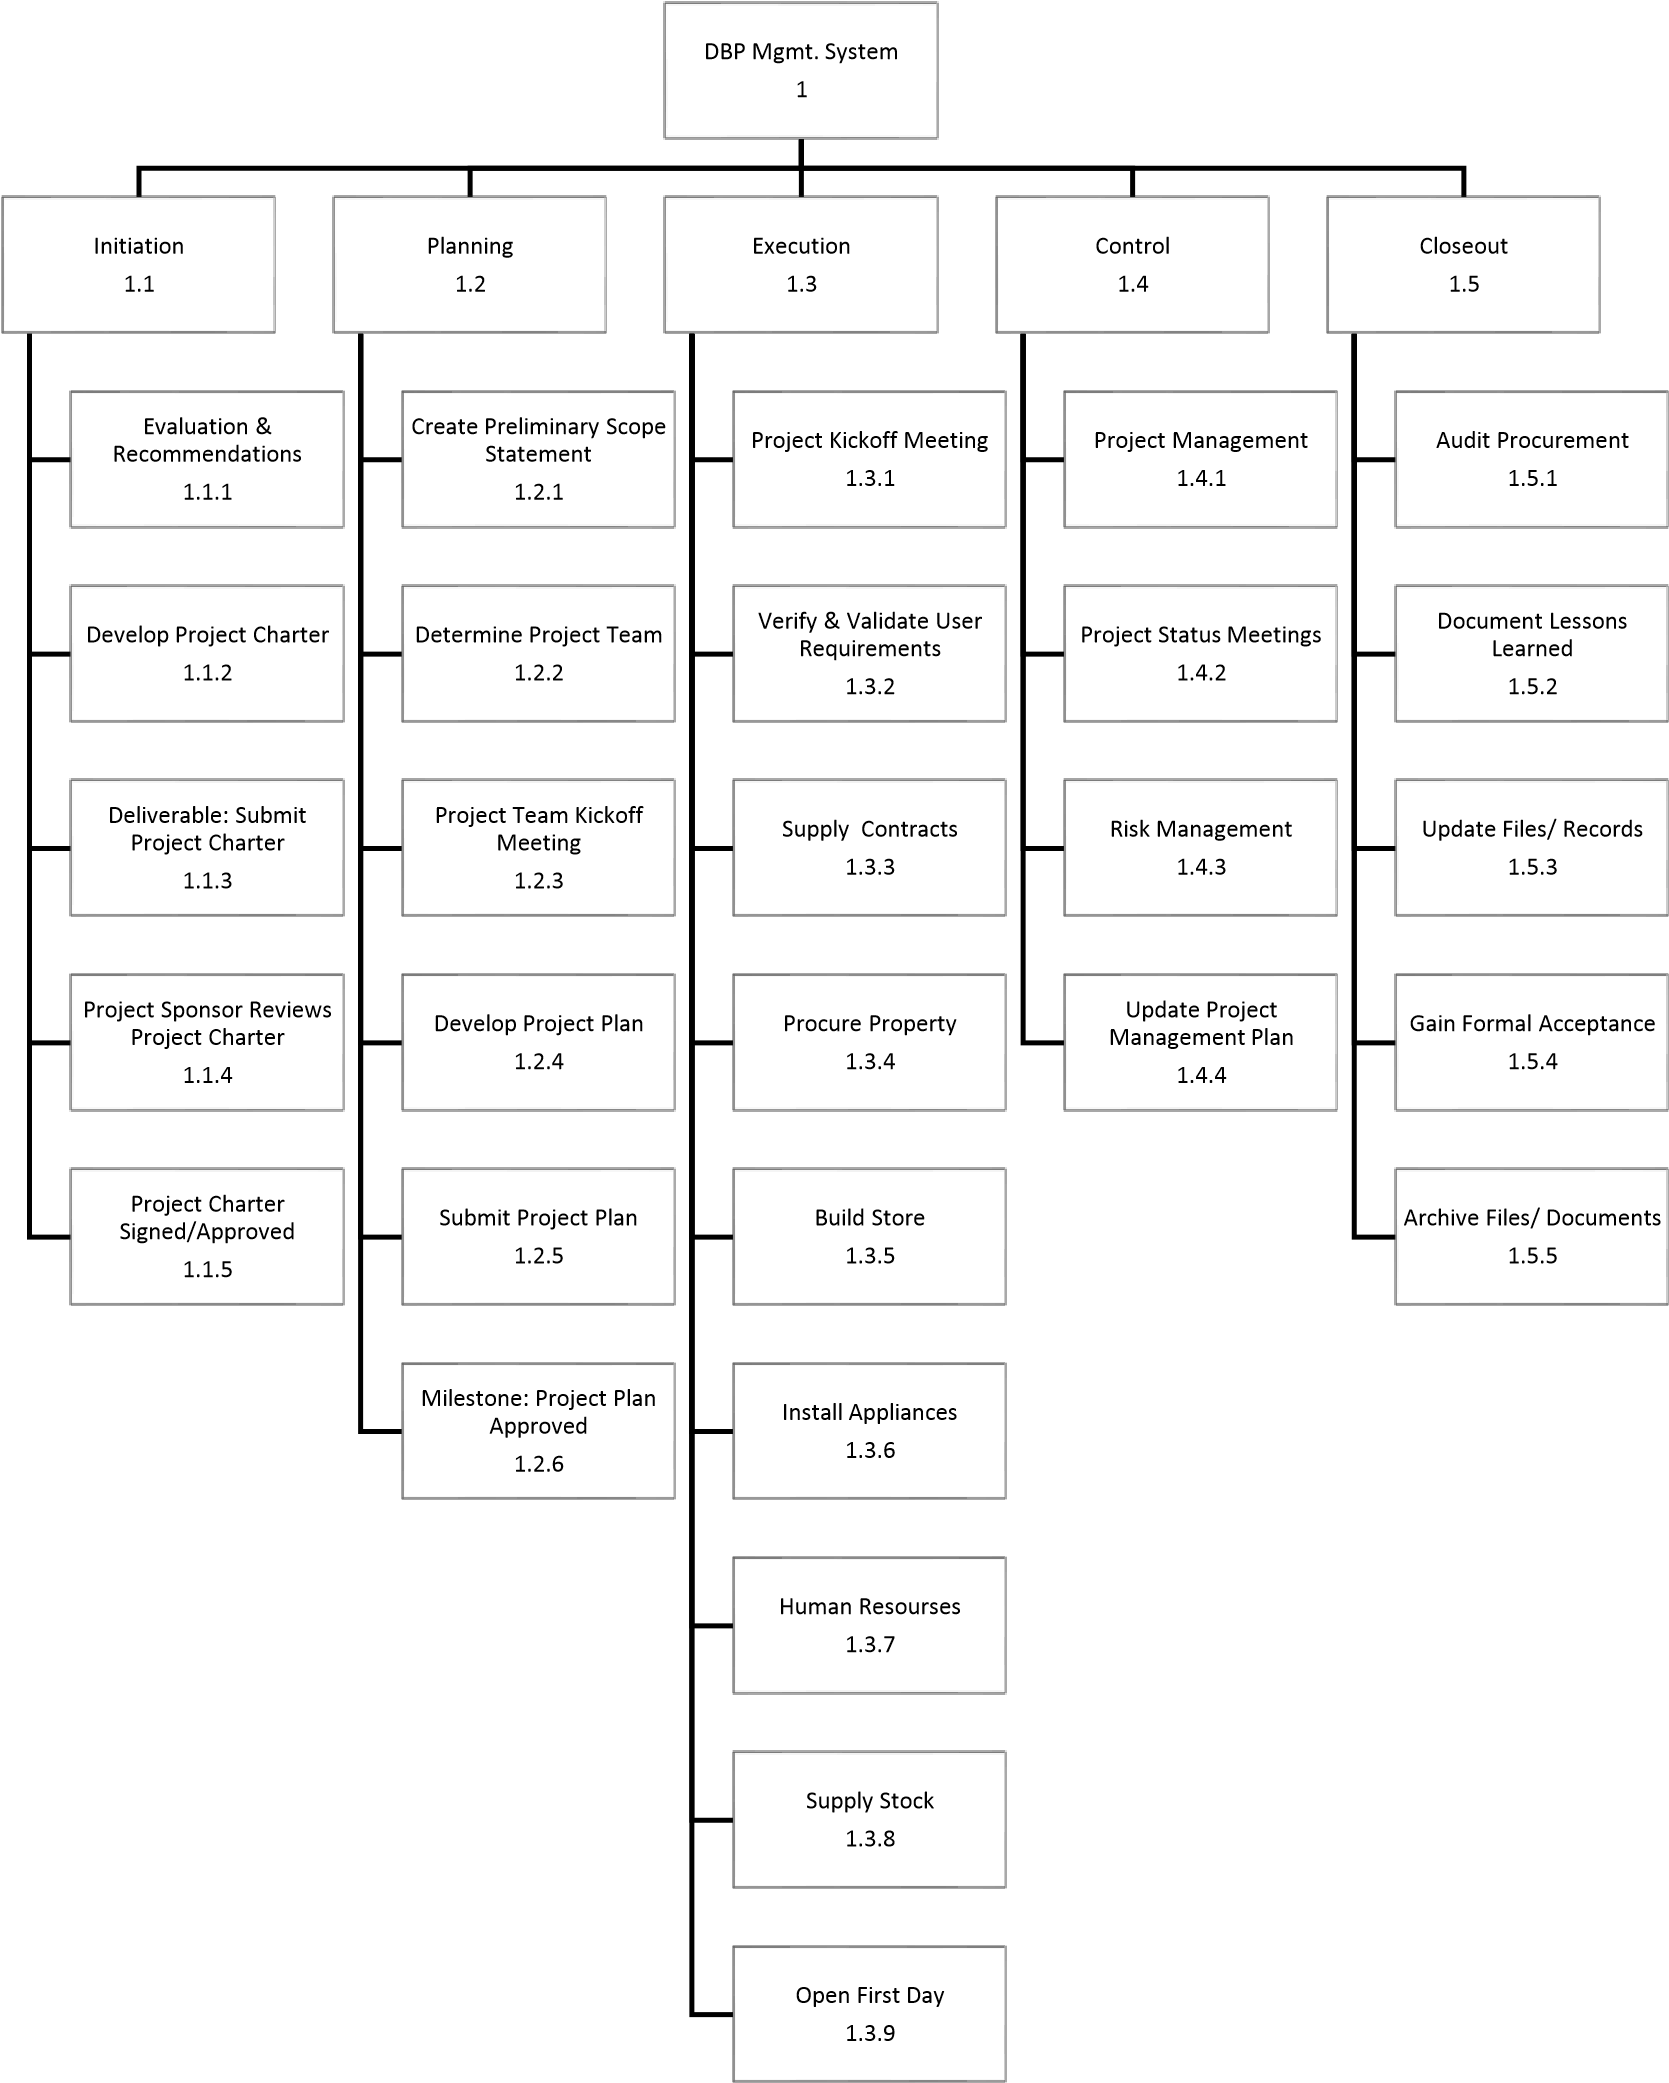 DBP Mgmt. System
1
Initiation
1.1
Planning
1.2
Execution
1.3
Control
1.4
Closeout
1.5
Evaluation &
Recommendations
1.1.1
Develop Project Charter
1.1.2
Deliverable: Submit
Project Charter
1.1.3
Project Sponsor Reviews
Project Charter
1.1.4
Project Charter
Signed/Approved
1.1.5
Create Preliminary Scope
Statement
1.2.1
Determine Project Team
1.2.2
Project Team Kickoff
Meeting
1.2.3
Develop Project Plan
1.2.4
Submit Project Plan
1.2.5
Milestone: Project Plan
Approved
1.2.6
Project Kickoff Meeting
1.3.1
Verify & Validate User
Requirements
1.3.2
Supply  Contracts
1.3.3
Procure Property
1.3.4
Build Store
1.3.5
Install Appliances
1.3.6
Human Resourses
1.3.7
Supply Stock
1.3.8
Open First Day
1.3.9
Project Management
1.4.1
Project Status Meetings
1.4.2
Risk Management
1.4.3
Update Project
Management Plan
1.4.4
Audit Procurement
1.5.1
Document Lessons
Learned
1.5.2
Update Files/ Records
1.5.3
Gain Formal Acceptance
1.5.4
Archive Files/ Documents
1.5.5